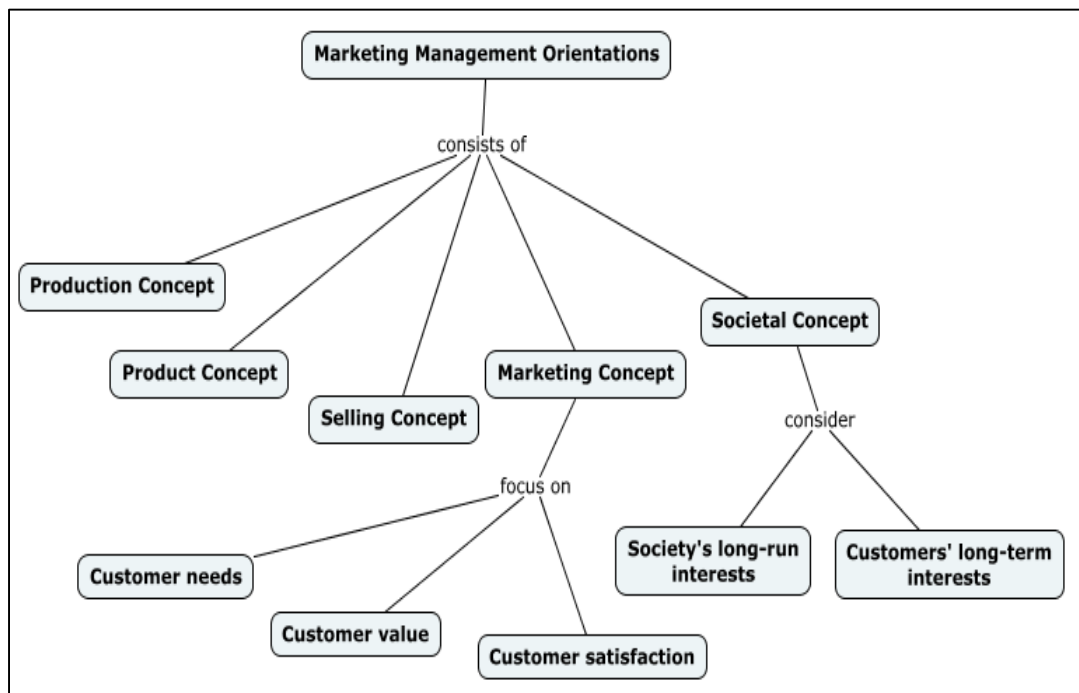 Marketing Management Orientations
consists of
Production Concept
Societal Concept
Product Concept
Marketing Concept
Selling Concept
consider
focus on
Society's long-run
interests
Customers' long-term
interests
Customer needs
Customer value
Customer satisfaction